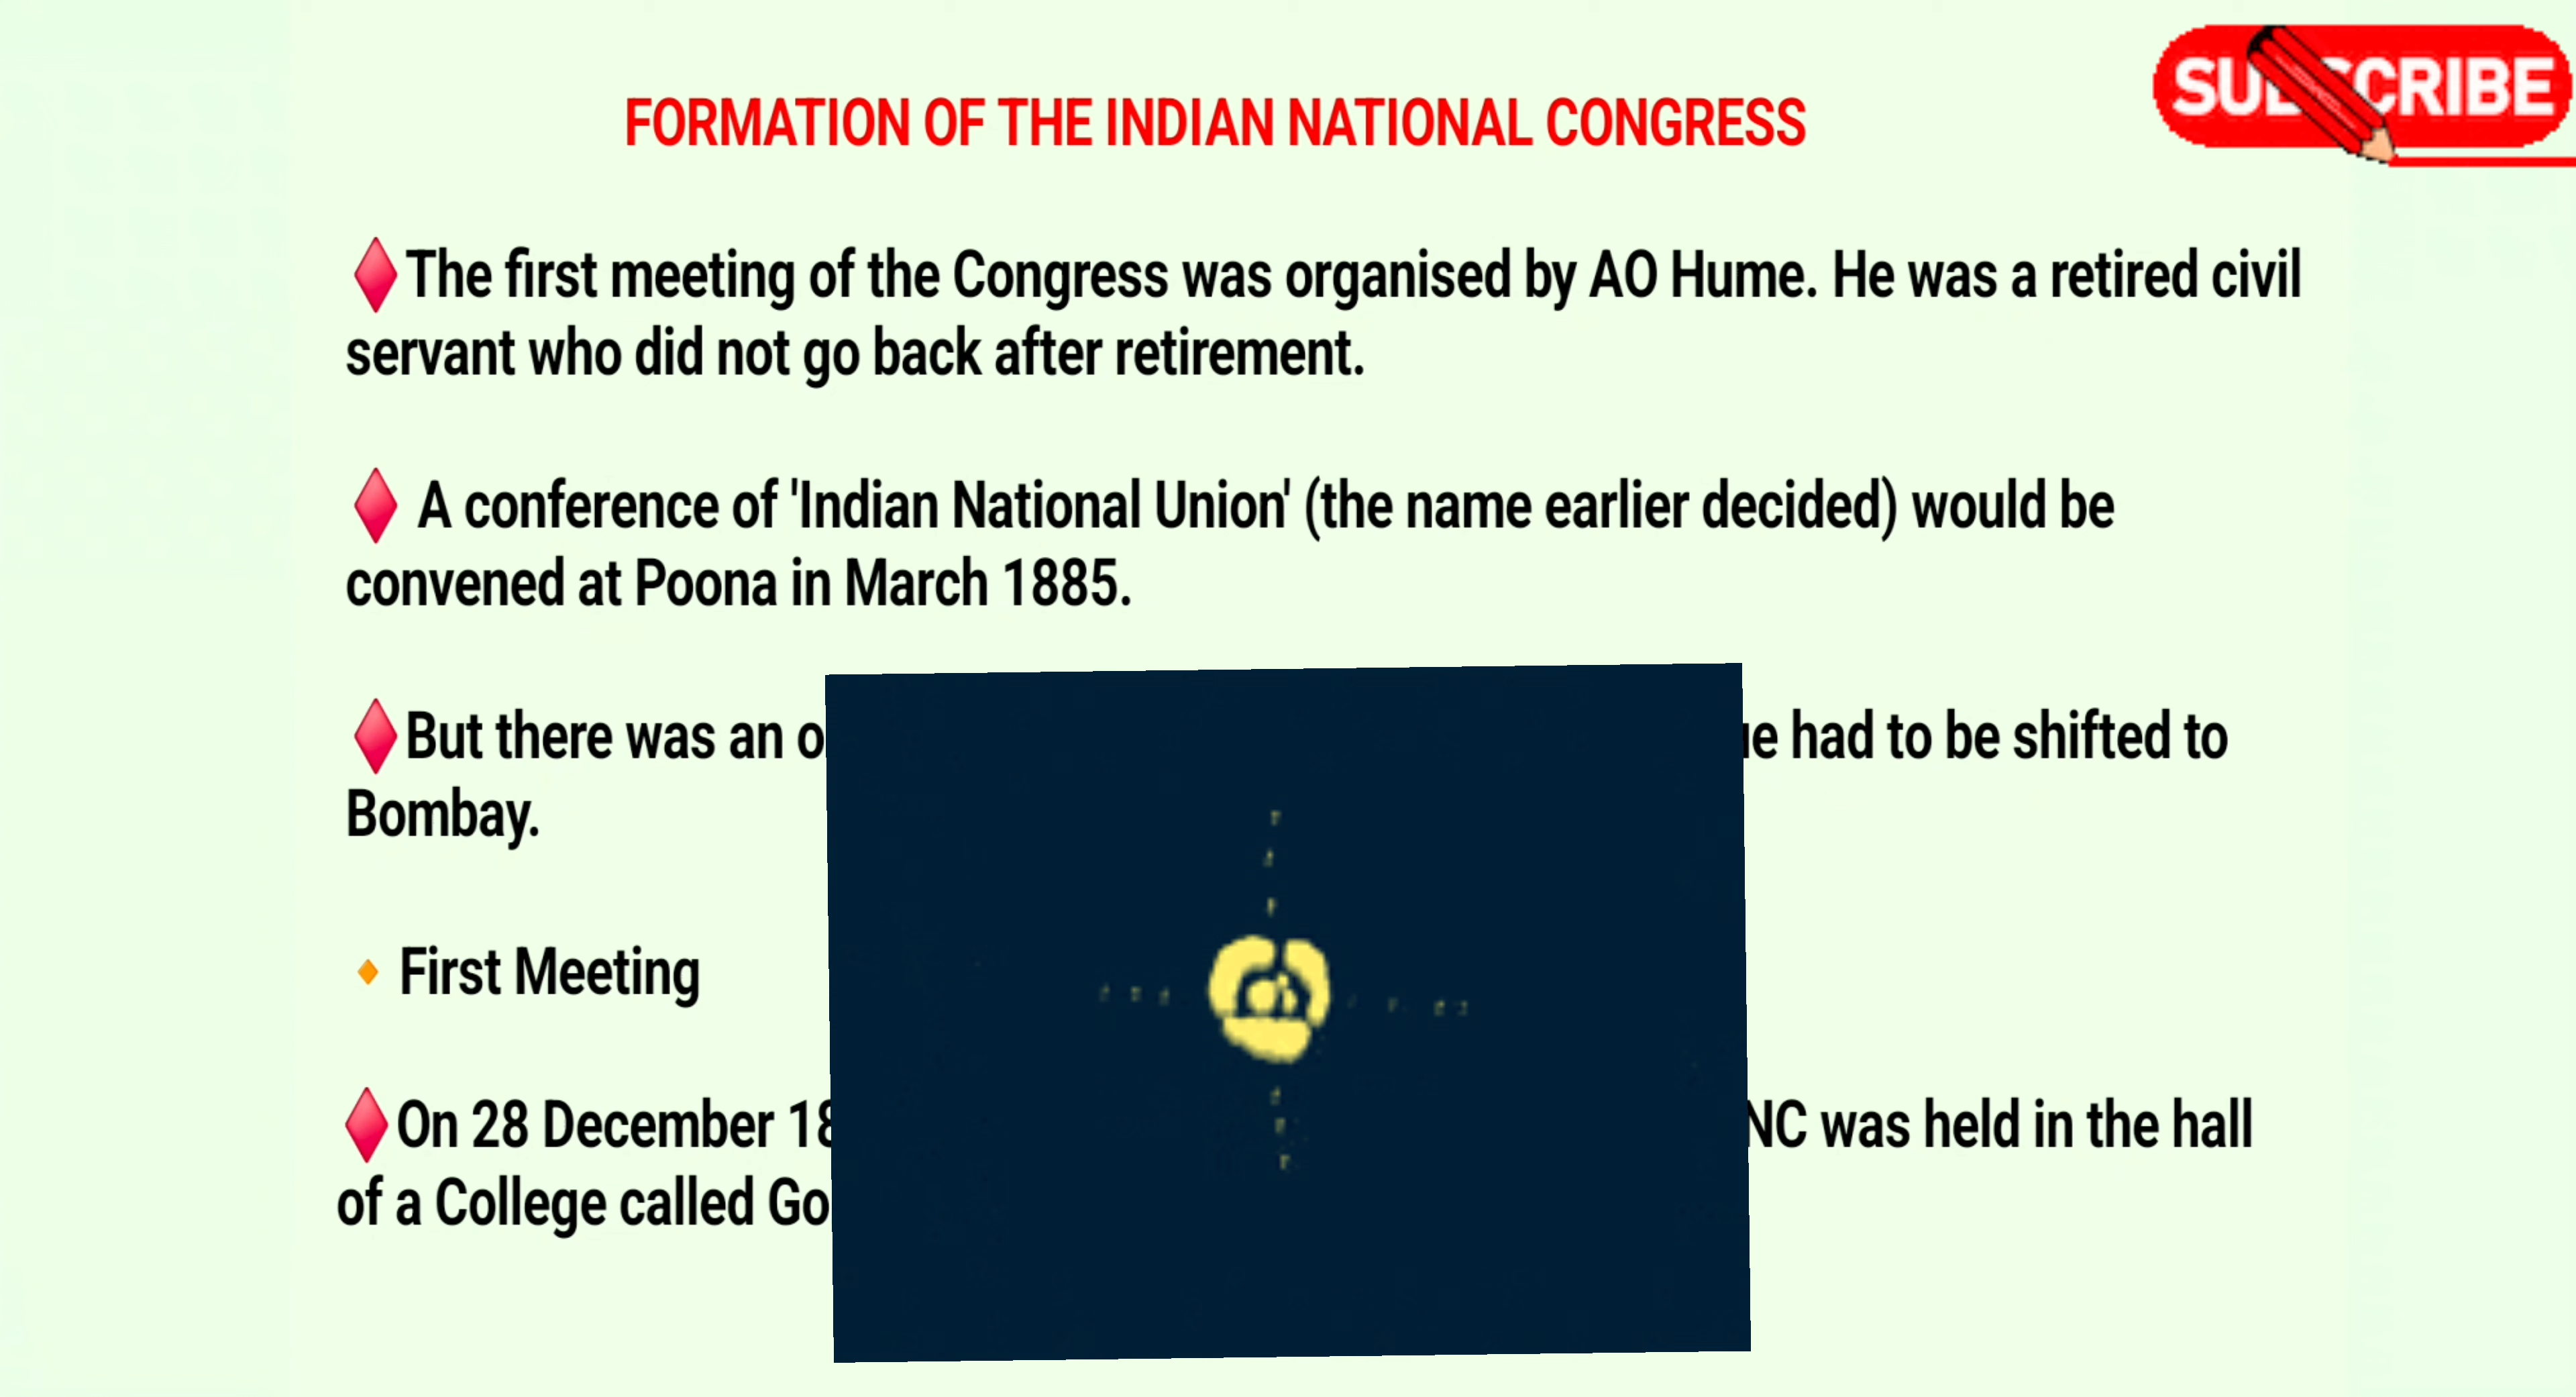 SUBSCRIBE
FORMATION OF THE INDIAN NATIONAL CONGRESS
The first meeting of the Congress was organised by AO Hume. He was a retired civil
servant who did not go back after retirement.
A conference of 'Indian National Union' (the name earlier decided) would be
convened at Poona in March 1885.
But there was an had to be shifted to
Bombay.
First Meeting
On 28 December was held in the hall
of a College called